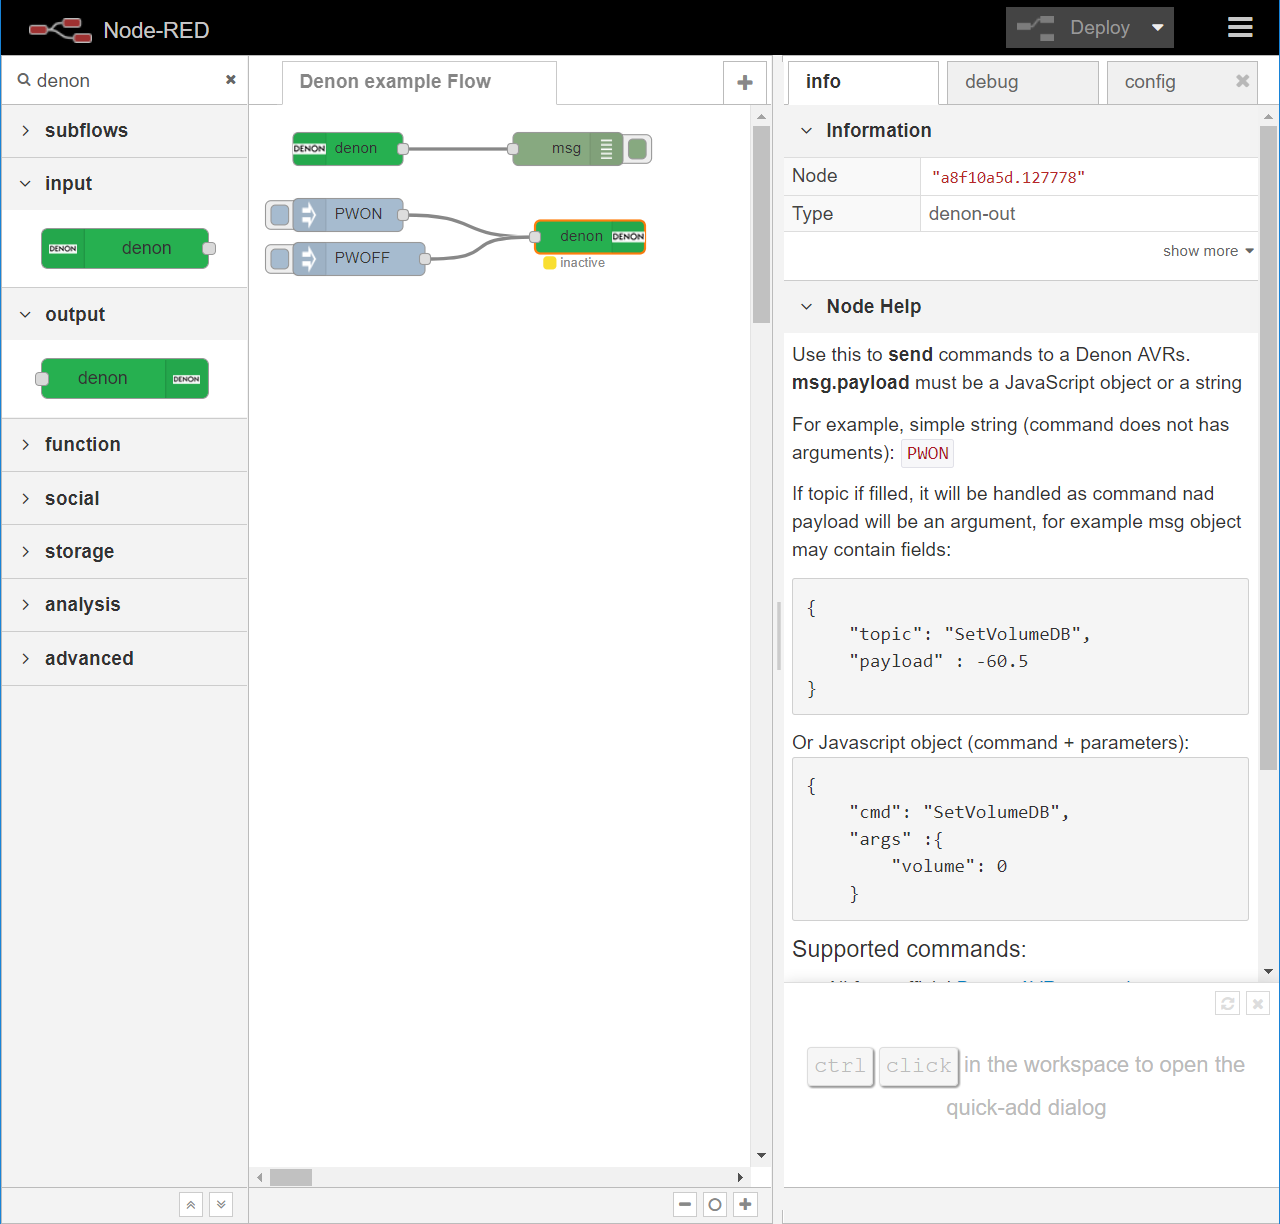 Node-RED
Deploy
denon
Denon example Flow
info
debug
config
subflows
input
DENON denon
output
denon DENON
function
social
storage
analysis
advanced
DENON denon
msg
PWON
PWOFF
denon DENON
inactive
Information
Node "a8f10a5d.127778"
Type denon-out
show more
Node Help
Use this to send commands to a Denon AVRs.
msg.payload must be a JavaScript object or a string
For example, simple string (command does not has
arguments): PWON
If topic if filled, it will be handled as command nad
payload will be an argument, for example msg object
may contain fields:
{
"topic": "SetVolumeDB",
"payload" : -60.5
}
Or Javascript object (command + parameters):
{
"cmd": "SetVolumeDB",
"args" :{
"volume": 0
}
Supported commands:
ctrl click in the workspace to open the
quick-add dialog